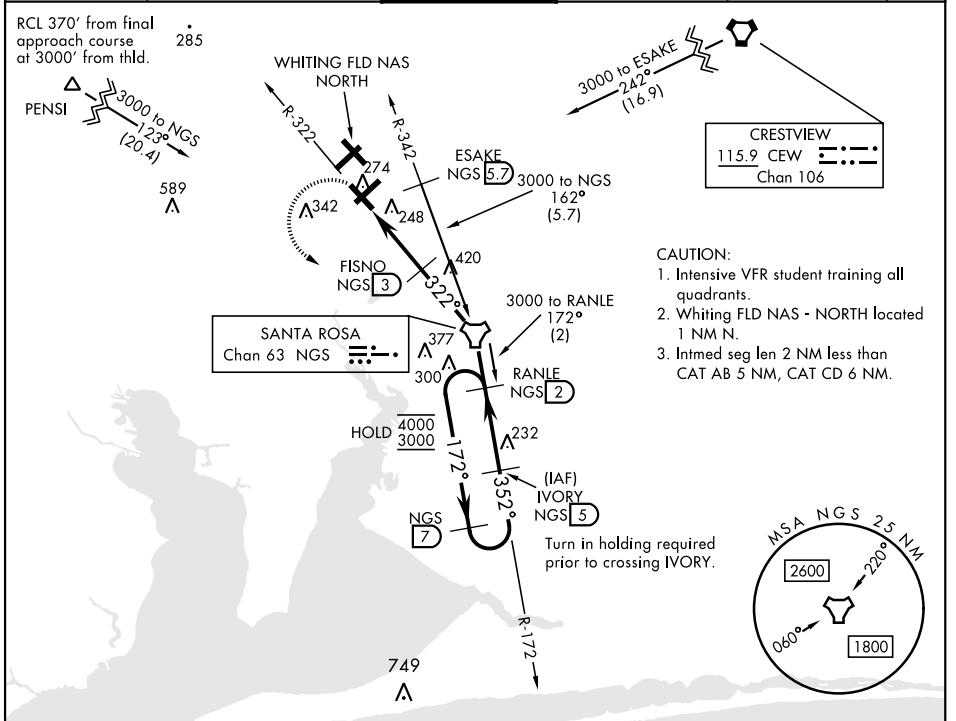 RCL 370' from final
approach course
at 3000' from thld.
285
PENSI
3000 to NGS
123°
(20.4)
589
WHITING FLD NAS
NORTH
R-322
R-342
274
342
248
ESAKE
NGS 5.7
3000 to NGS
162°
(5.7)
3000 to ESAKE
242°
(16.9)
CRESTVIEW
115.9 CEW
Chan 106
420
FISNO
NGS 3
322°
3000 to RANLE
172°
(2)
CAUTION:
1. Intensive VFR student training all
quadrants.
2. Whiting FLD NAS - NORTH located
1 NM N.
3. Intmed seg len 2 NM less than
CAT AB 5 NM, CAT CD 6 NM.
SANTA ROSA
Chan 63 NGS
377
300
RANLE
NGS 2
HOLD 4000
3000
172°
232
352°
(IAF)
IVORY
NGS 5
NGS
7
Turn in holding required
prior to crossing IVORY.
R-172
749
MSA NGS 25 NM
2600
220°
060°
1800